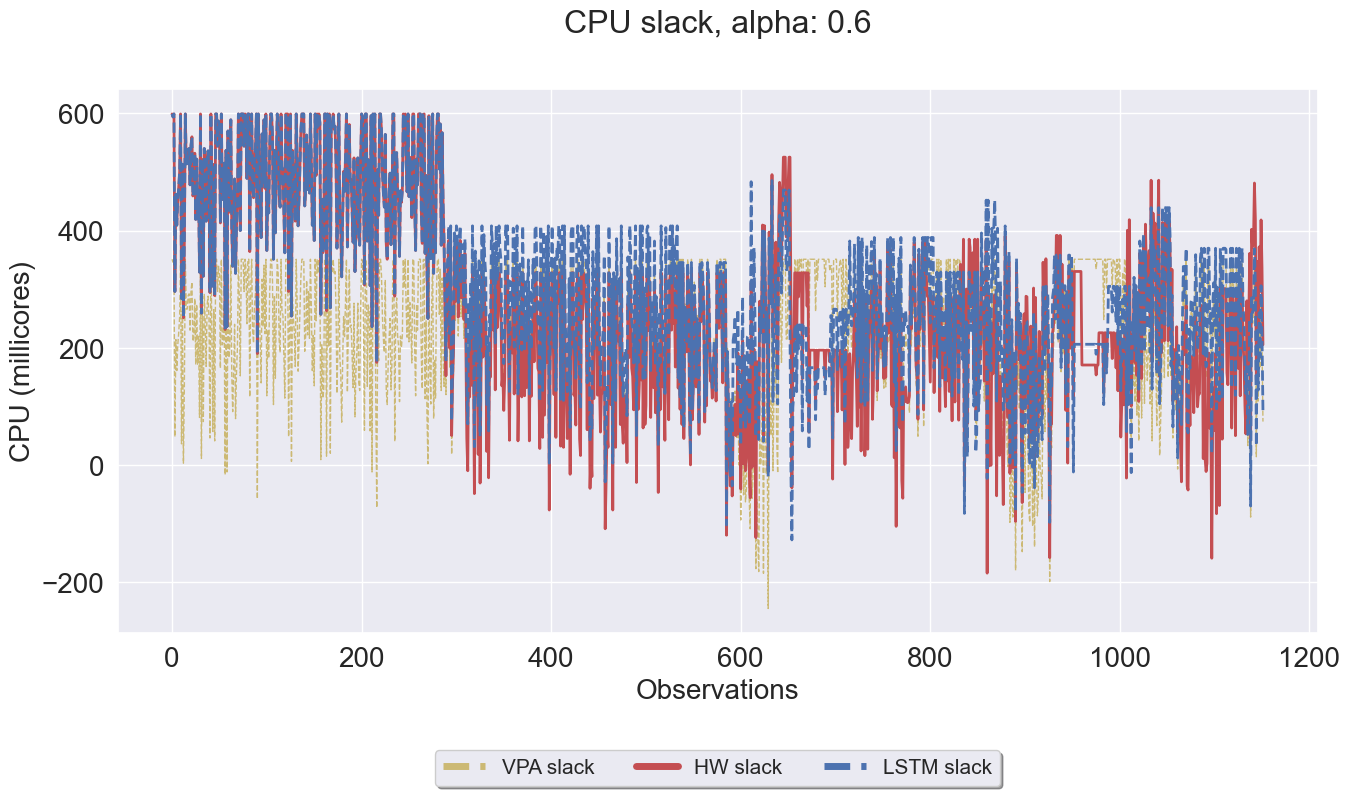 CPU slack, alpha: 0.6
CPU (millicores)
600
400
200
0
−200
0 200 400 600 800 1000 1200
Observations
VPA slack HW slack LSTM slack